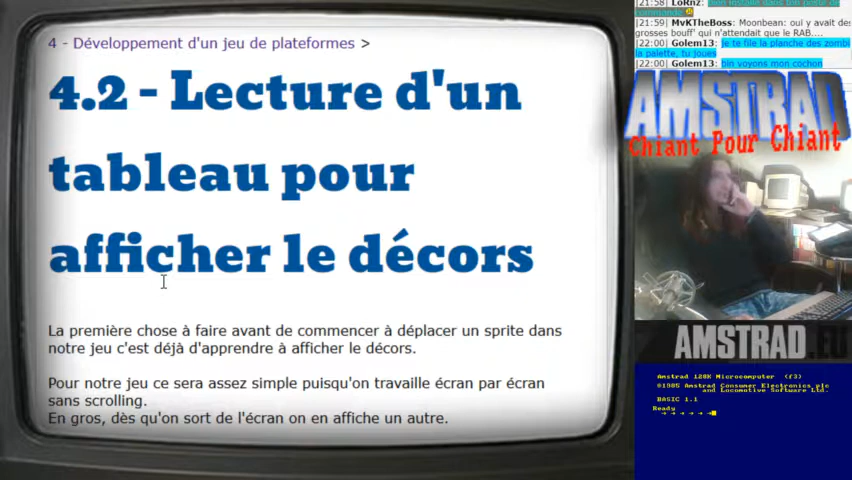 4 - Développement d'un jeu de plateformes >
4.2 - Lecture d'un
tableau pour
afficher le décors
La première chose à faire avant de commencer à déplacer un sprite dans
notre jeu c'est déjà d'apprendre à afficher le décors.
Pour notre jeu ce sera assez simple puisqu'on travaille écran par écran
sans scrolling.
En gros, dès qu'on sort de l'écran on en affiche un autre.
[21:58] LoRnz:
[21:59] MvKTheBoss: Moonbean: oui y avait des
grosses bouff' qui n'attendait que le RAB....
[22:00] Golem13: je te file la planche des zombi
la palette, tu joues
[22:00] Golem13: bin voyons mon cochon
AMSTRAD
Chiant Pour Chiant
AMSTRAD.EU
Amstrad 128K Microcomputer (f3)
©1985 Amstrad Consumer Electronics plc
and Locomotive Software Ltd.
BASIC 1.1
Ready